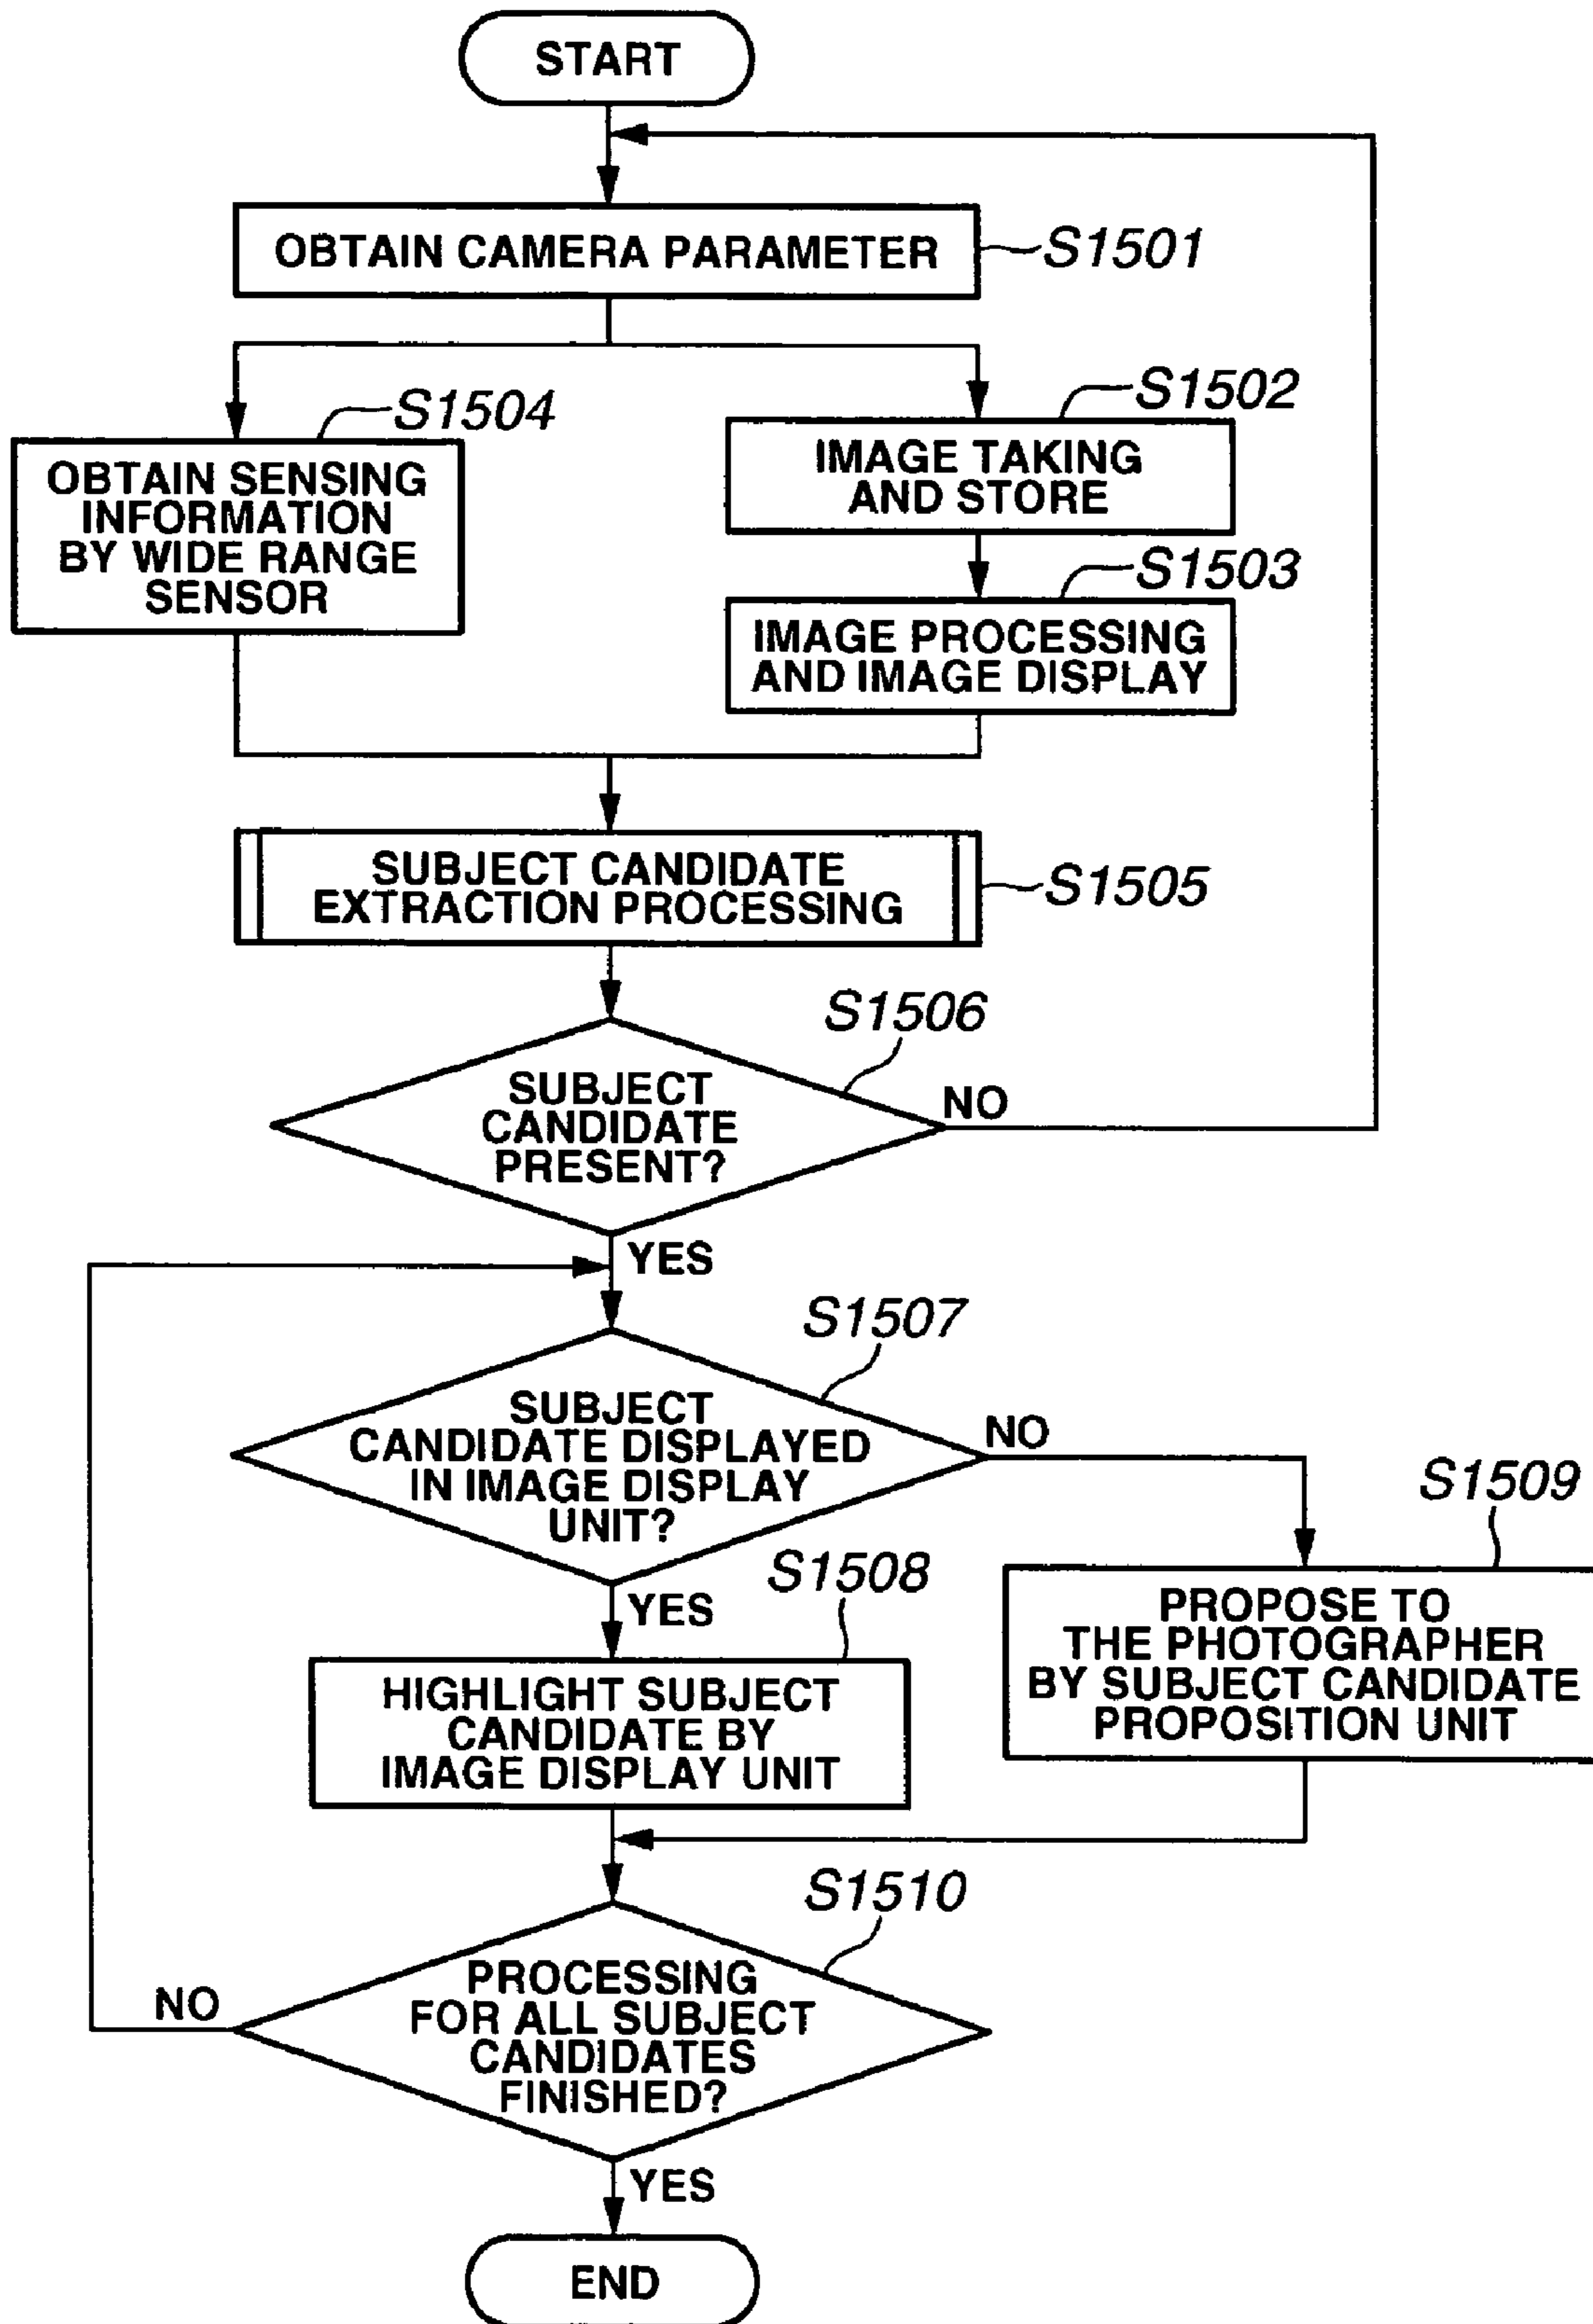 START
OBTAIN CAMERA PARAMETER
S1501
S1504
OBTAIN SENSING
INFORMATION
BY WIDE RANGE
SENSOR
S1502
IMAGE TAKING
AND STORE
S1503
IMAGE PROCESSING
AND IMAGE DISPLAY
SUBJECT CANDIDATE
EXTRACTION PROCESSING
S1505
S1506
SUBJECT
CANDIDATE
PRESENT?
NO
YES
S1507
SUBJECT
CANDIDATE DISPLAYED
IN IMAGE DISPLAY
UNIT?
NO
YES
S1508
HIGHLIGHT SUBJECT
CANDIDATE BY
IMAGE DISPLAY UNIT
S1509
PROPOSE TO
THE PHOTOGRAPHER
BY SUBJECT CANDIDATE
PROPOSITION UNIT
S1510
PROCESSING
FOR ALL SUBJECT
CANDIDATES
FINISHED?
NO
YES
END